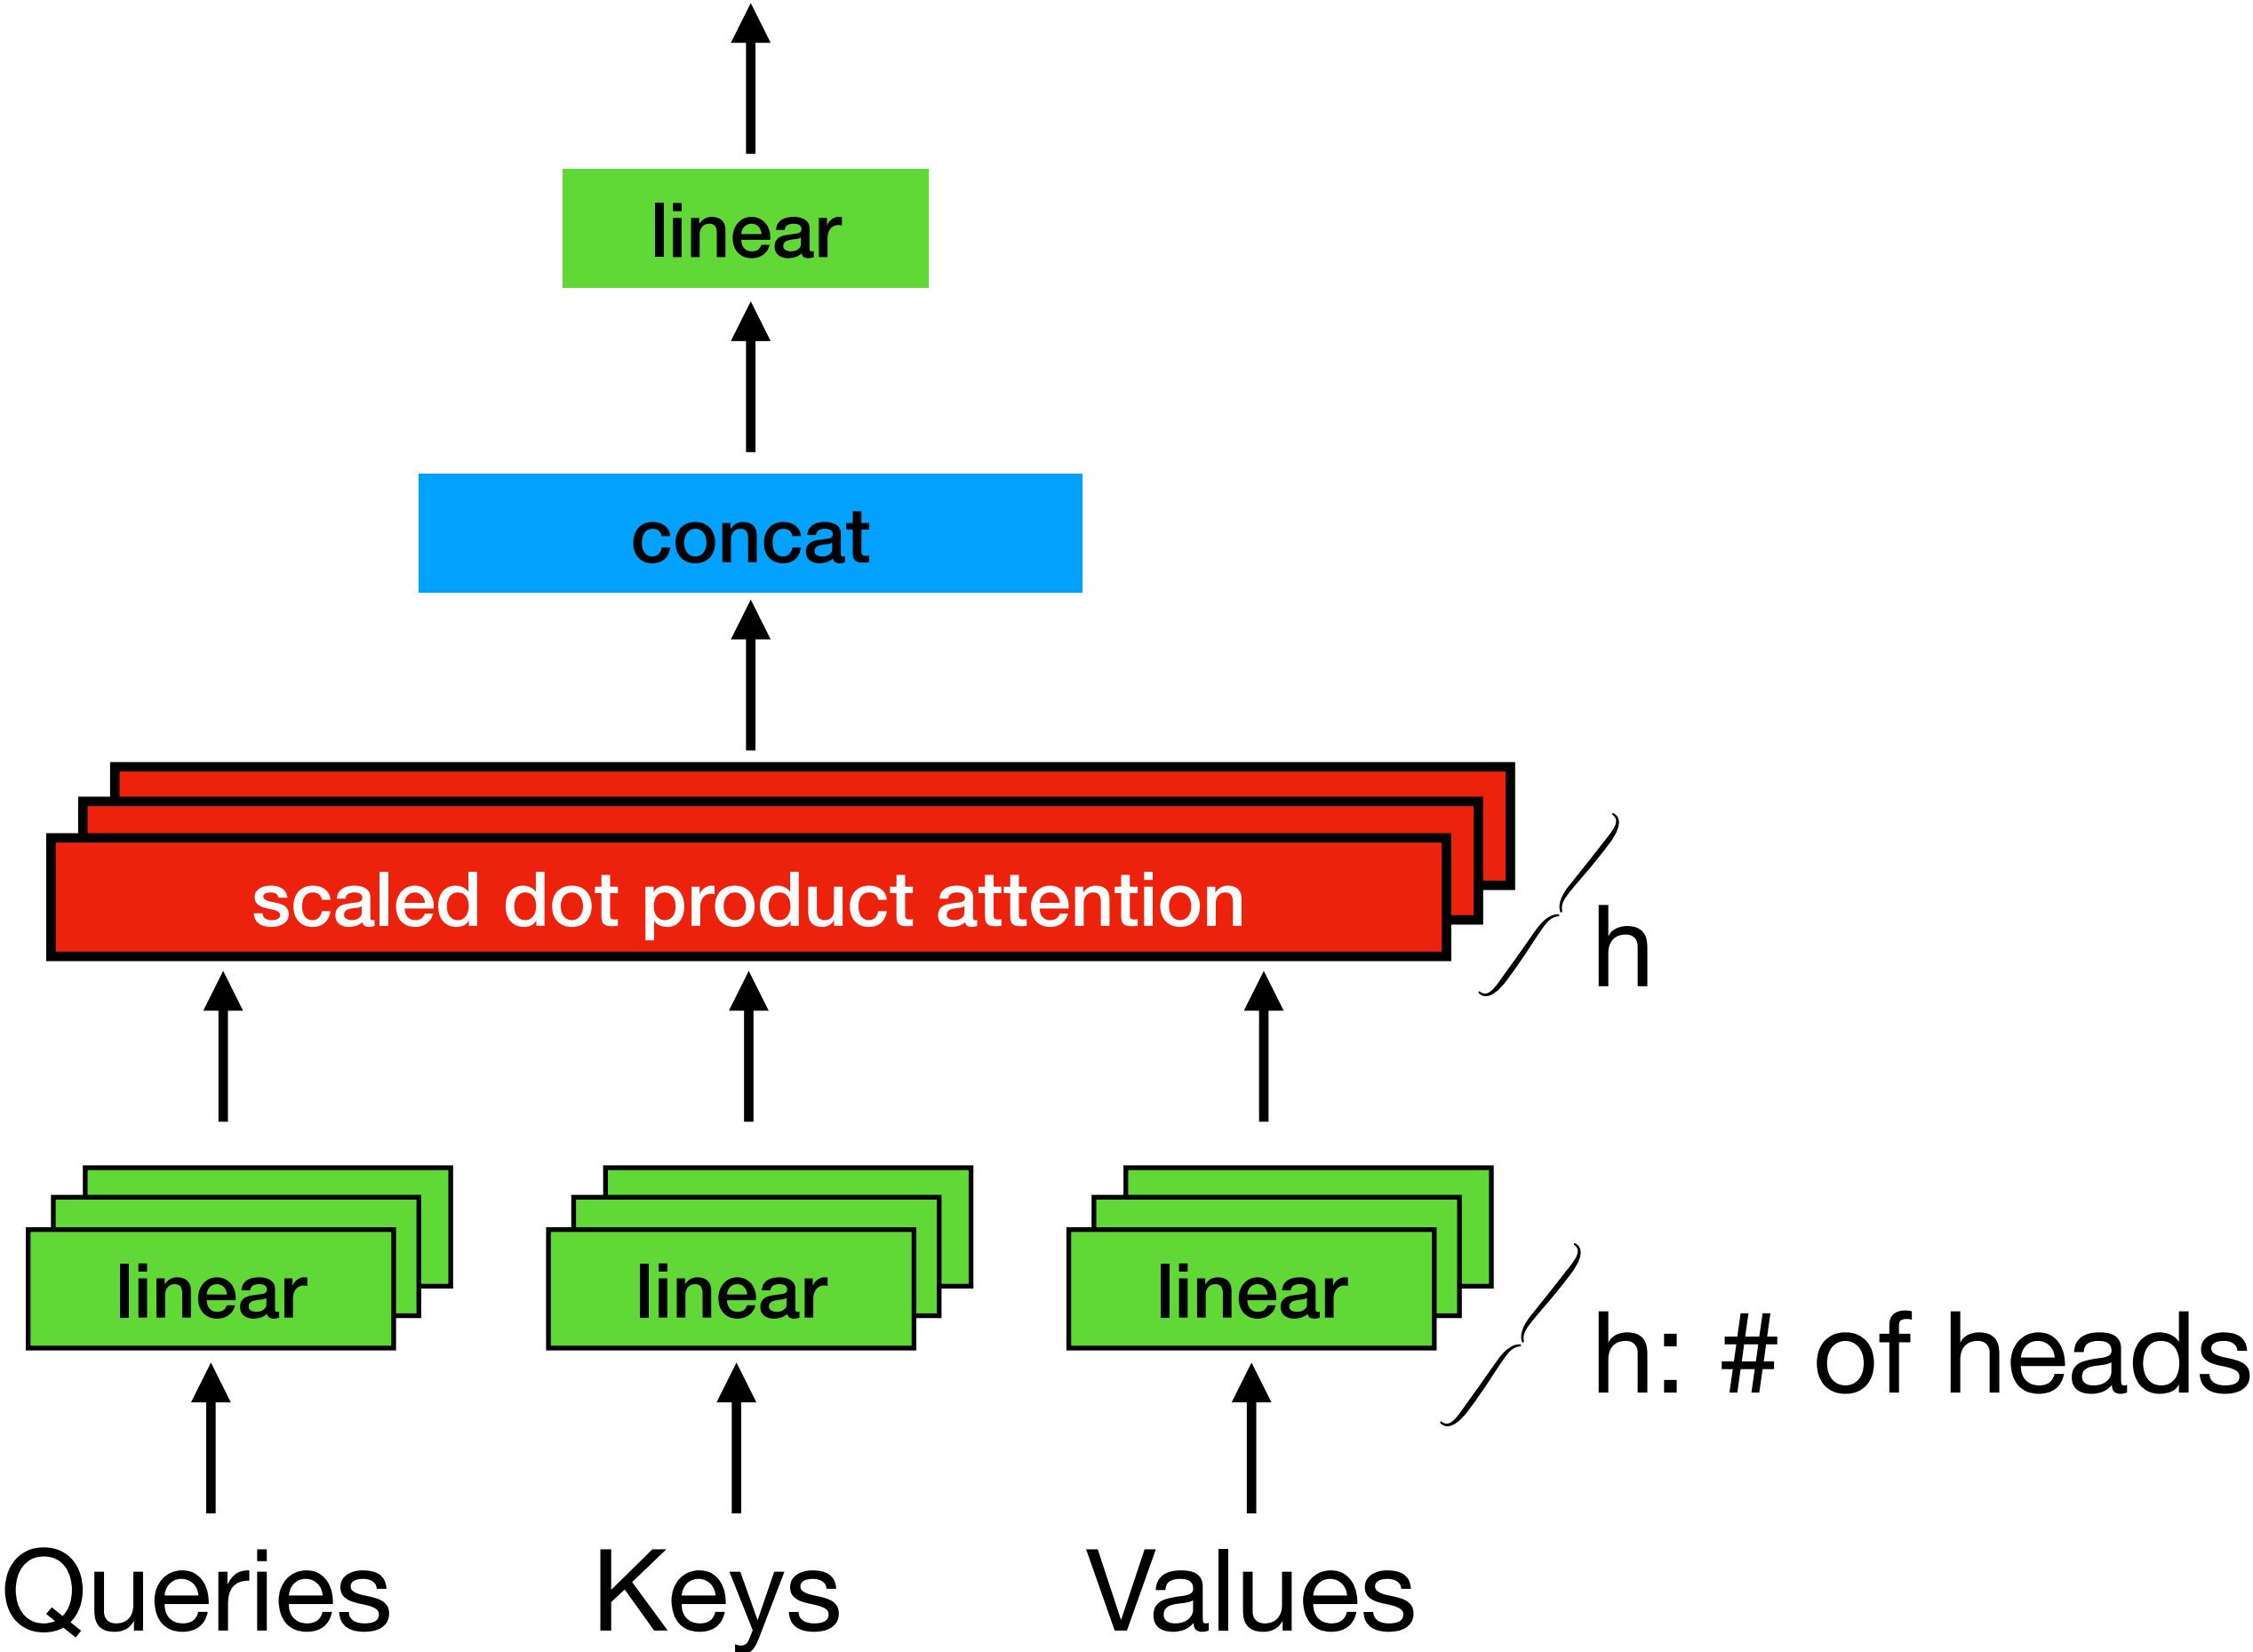 linear
concat
scaled dot product attention
h
linear linear linear
h: # of heads
Queries Keys Values